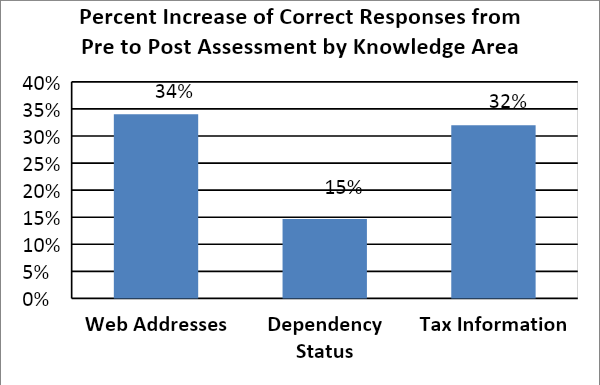 Percent Increase of Correct Responses from
Pre to Post Assessment by Knowledge Area
40%
35%
30%
25%
20%
15%
10%
5%
0%
34%
15%
32%
Web Addresses
Dependency
Status
Tax Information